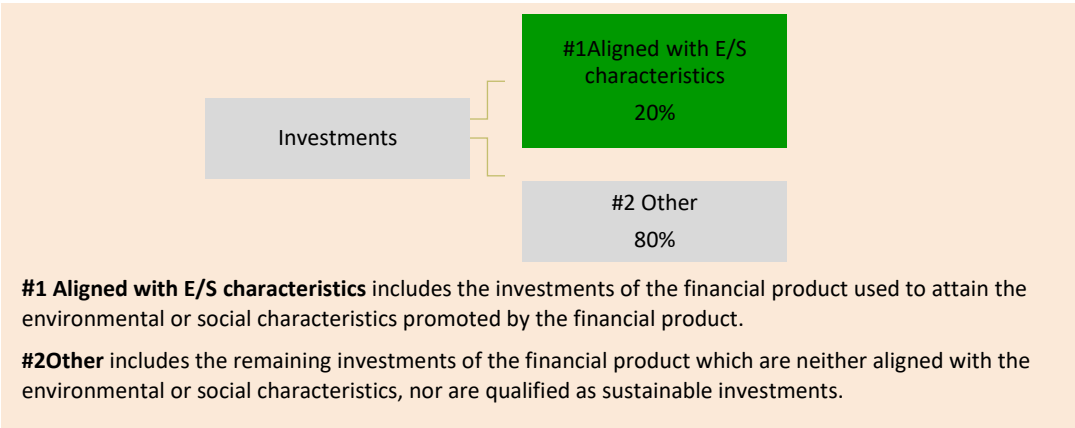 #1Aligned with E/S
characteristics
20%
Investments
#2 Other
80%
#1 Aligned with E/S characteristics includes the investments of the financial product used to attain the
environmental or social characteristics promoted by the financial product.
#2Other includes the remaining investments of the financial product which are neither aligned with the
environmental or social characteristics, nor are qualified as sustainable investments.